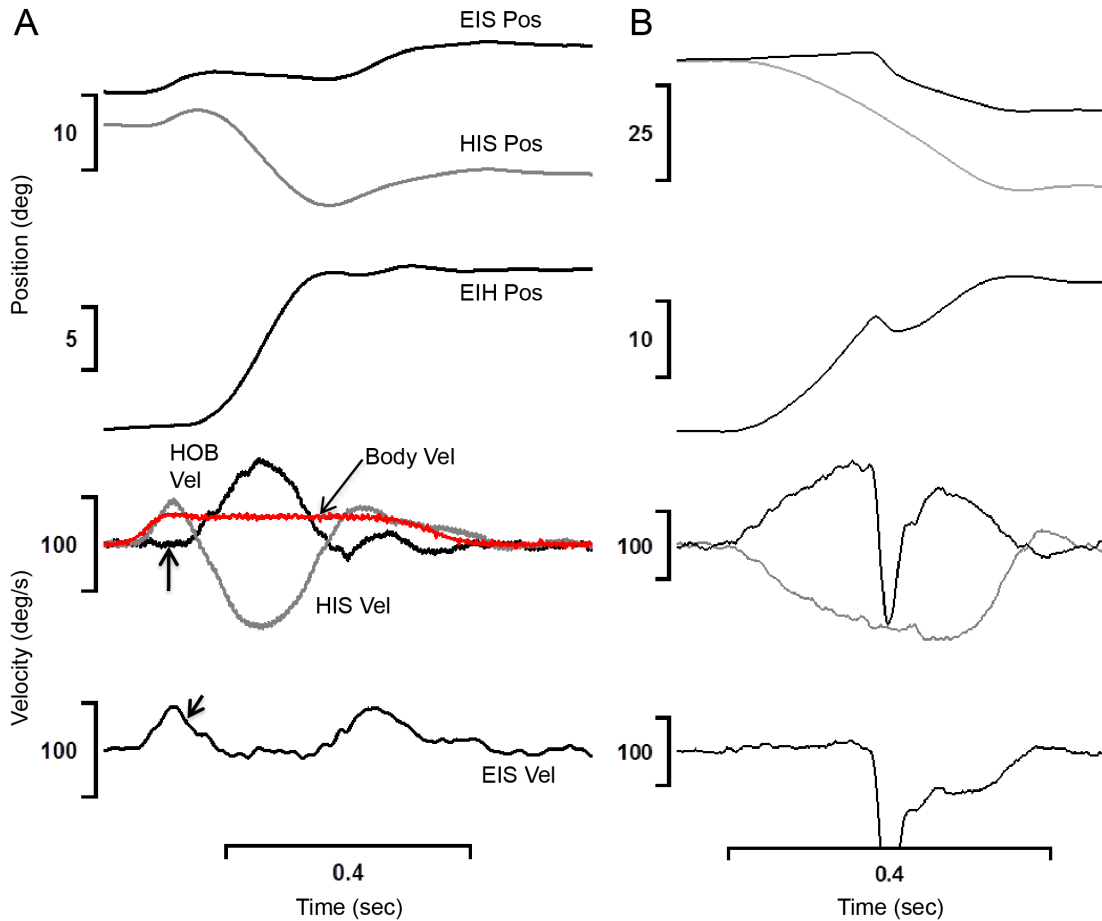 A
B
EIS Pos
10
25
HIS Pos
Position (deg)
EIH Pos
5
10
HOB
Vel
Body Vel
100
100
HIS Vel
Velocity (deg/s)
100
100
EIS Vel
0.4
0.4
Time (sec)
Time (sec)